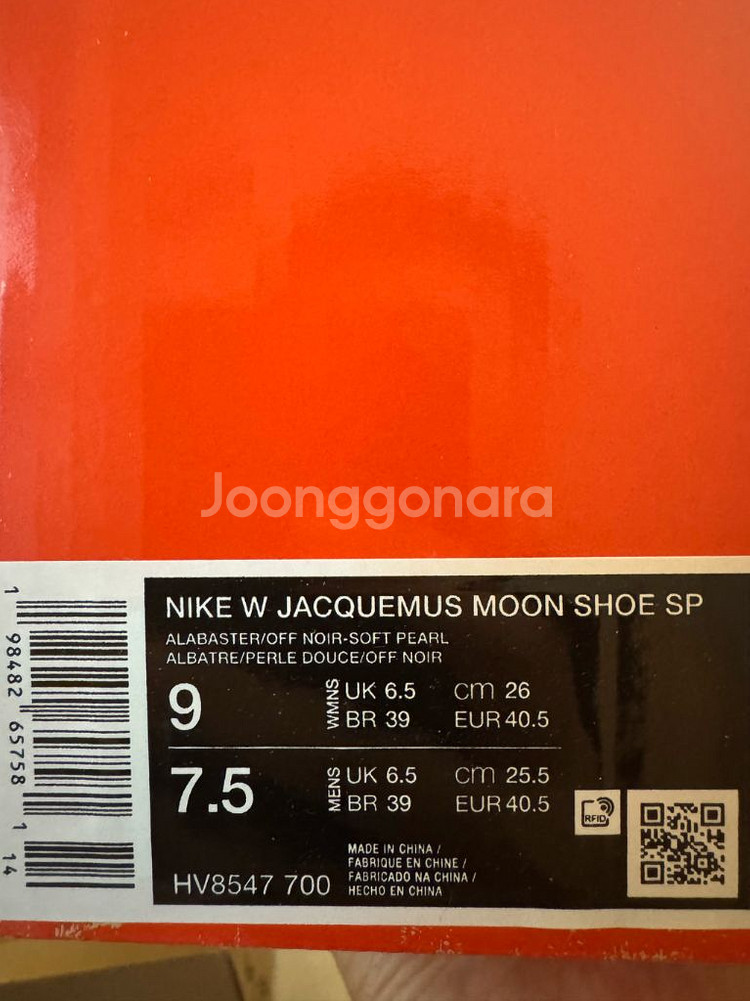 Joonggonara
NIKE W JACQUEMUS MOON SHOE SP
ALABASTER/OFF NOIR-SOFT PEARL
ALBATRE/PERLE DOUCE/OFF NOIR
9
WMNS
UK 6.5 cm 26
BR 39 EUR 40.5
7.5
MENS
UK 6.5 cm 25.5
BR 39 EUR 40.5
RFID
HV8547 700
MADE IN CHINA /
FABRIQUE EN CHINE /
FABRICADO NA CHINA /
HECHO EN CHINA
1 98482 65758 1 14